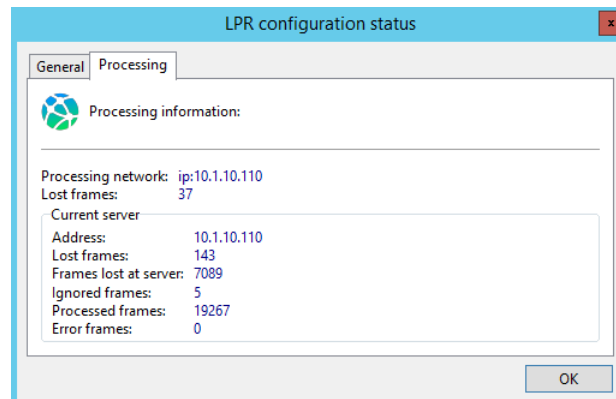 LPR configuration status
x
General Processing
Processing information:
Processing network: ip:10.1.10.110
Lost frames: 37
Current server
Address: 10.1.10.110
Lost frames: 143
Frames lost at server: 7089
Ignored frames: 5
Processed frames: 19267
Error frames: 0
OK